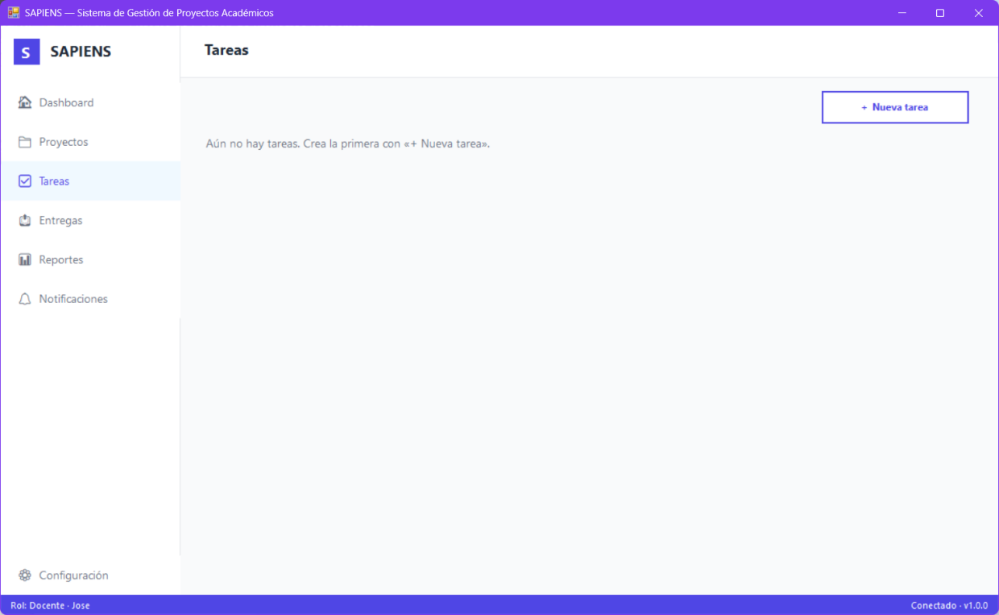 SAPIENS — Sistema de Gestión de Proyectos Académicos
S SAPIENS
Tareas
Dashboard
Proyectos
Tareas
Entregas
Reportes
Notificaciones
Configuración
+ Nueva tarea
Aún no hay tareas. Crea la primera con «+ Nueva tarea».
Rol: Docente · Jose
Conectado · v1.0.0